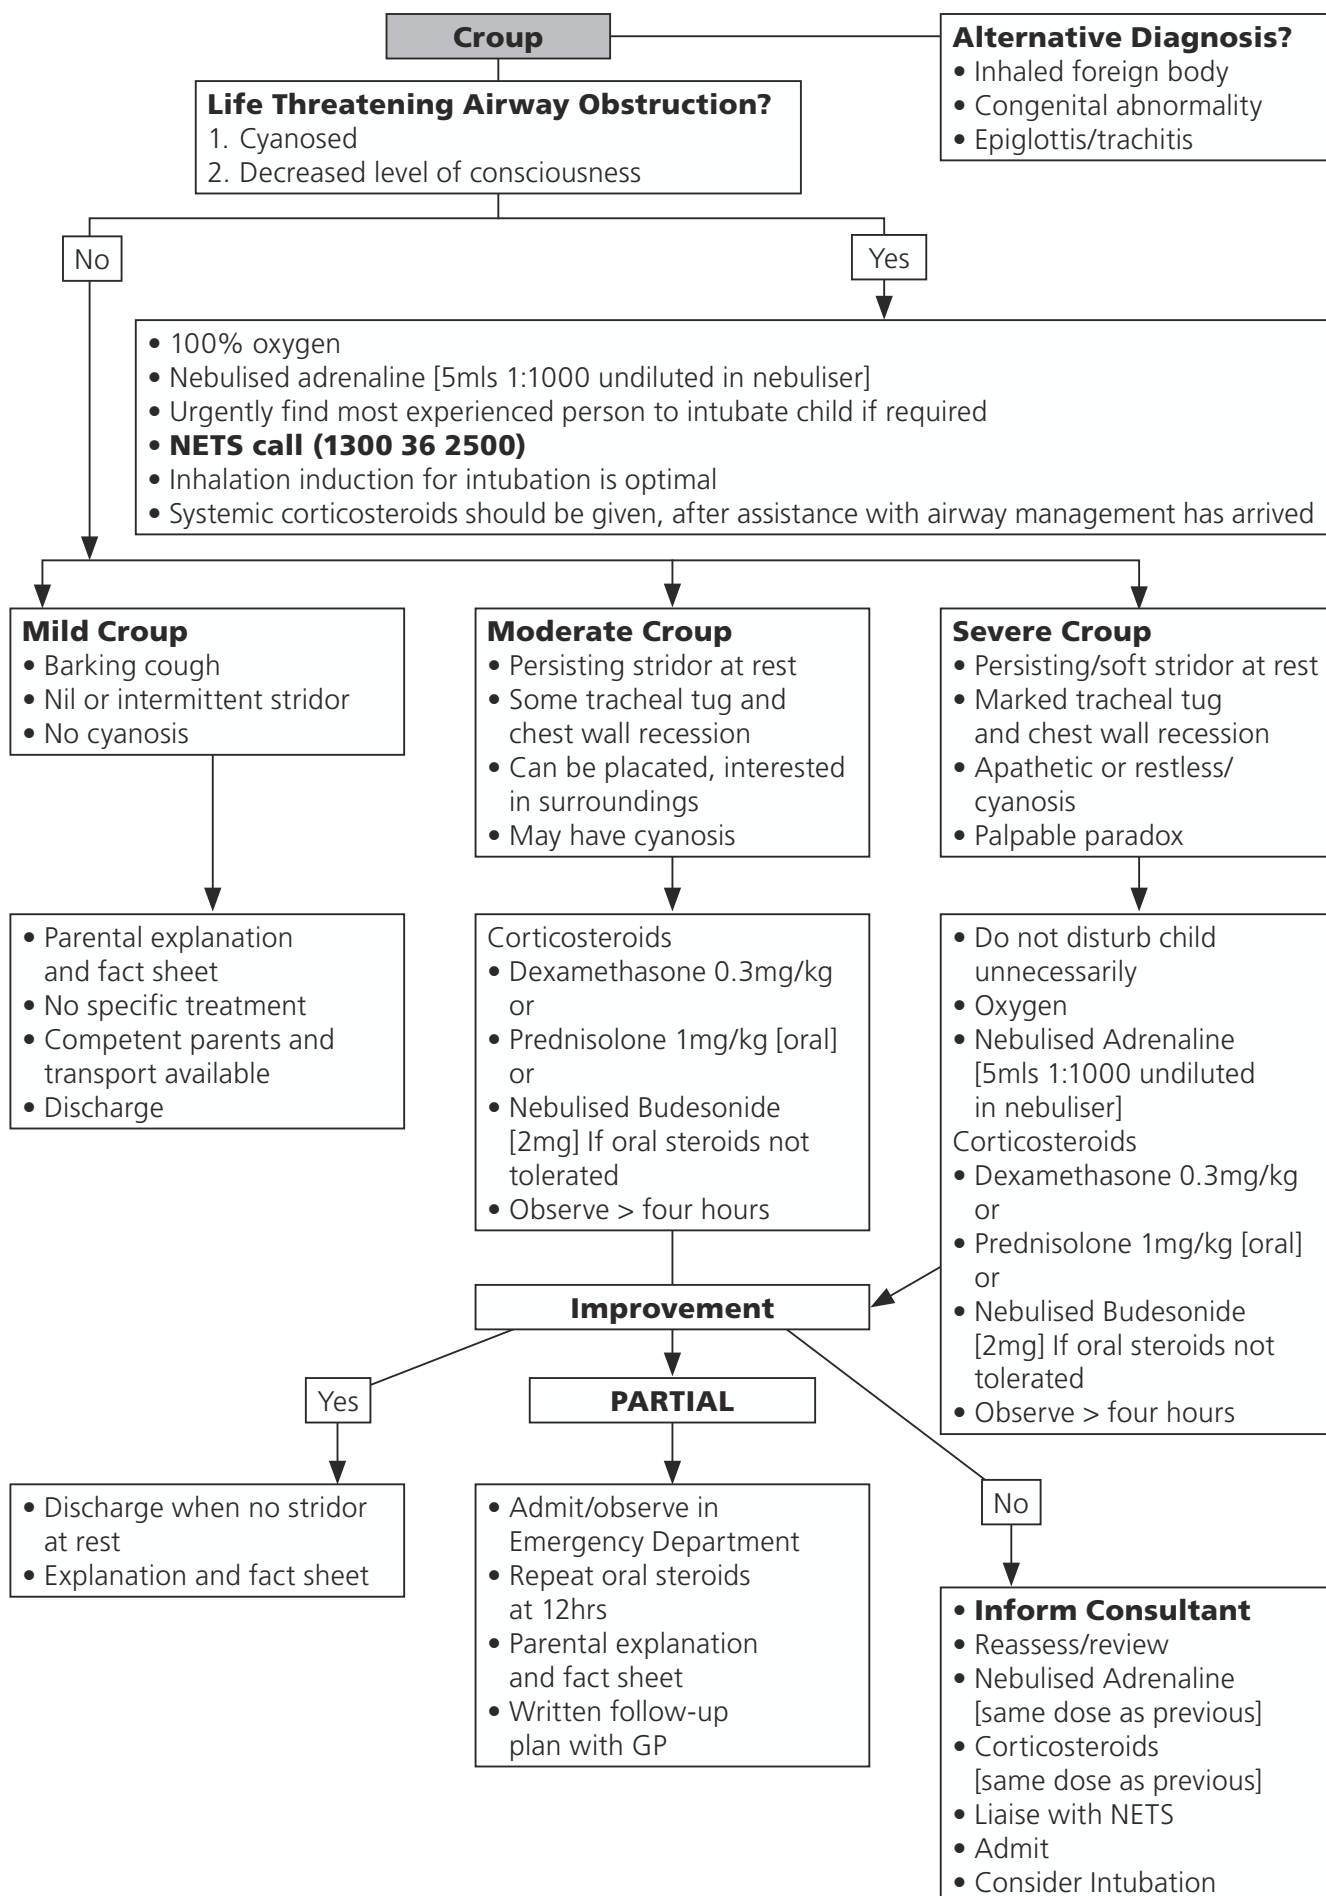 Croup
Alternative Diagnosis?
• Inhaled foreign body
• Congenital abnormality
• Epiglottis/trachitis
Life Threatening Airway Obstruction?
1. Cyanosed
2. Decreased level of consciousness
No
Yes
• 100% oxygen
• Nebulised adrenaline [5mls 1:1000 undiluted in nebuliser]
• Urgently find most experienced person to intubate child if required
• NETS call (1300 36 2500)
• Inhalation induction for intubation is optimal
• Systemic corticosteroids should be given, after assistance with airway management has arrived
Mild Croup
• Barking cough
• Nil or intermittent stridor
• No cyanosis
Moderate Croup
• Persisting stridor at rest
• Some tracheal tug and
chest wall recession
• Can be placated, interested
in surroundings
• May have cyanosis
Severe Croup
• Persisting/soft stridor at rest
• Marked tracheal tug
and chest wall recession
• Apathetic or restless/
cyanosis
• Palpable paradox
• Parental explanation
and fact sheet
• No specific treatment
• Competent parents and
transport available
• Discharge
Corticosteroids
• Dexamethasone 0.3mg/kg
or
• Prednisolone 1mg/kg [oral]
or
• Nebulised Budesonide
[2mg] If oral steroids not
tolerated
• Observe > four hours
• Do not disturb child
unnecessarily
• Oxygen
• Nebulised Adrenaline
[5mls 1:1000 undiluted
in nebuliser]
Corticosteroids
• Dexamethasone 0.3mg/kg
or
• Prednisolone 1mg/kg [oral]
or
• Nebulised Budesonide
[2mg] If oral steroids not
tolerated
• Observe > four hours
Improvement
Yes
PARTIAL
No
• Discharge when no stridor
at rest
• Explanation and fact sheet
• Admit/observe in
Emergency Department
• Repeat oral steroids
at 12hrs
• Parental explanation
and fact sheet
• Written follow-up
plan with GP
• Inform Consultant
• Reassess/review
• Nebulised Adrenaline
[same dose as previous]
• Corticosteroids
[same dose as previous]
• Liaise with NETS
• Admit
• Consider Intubation